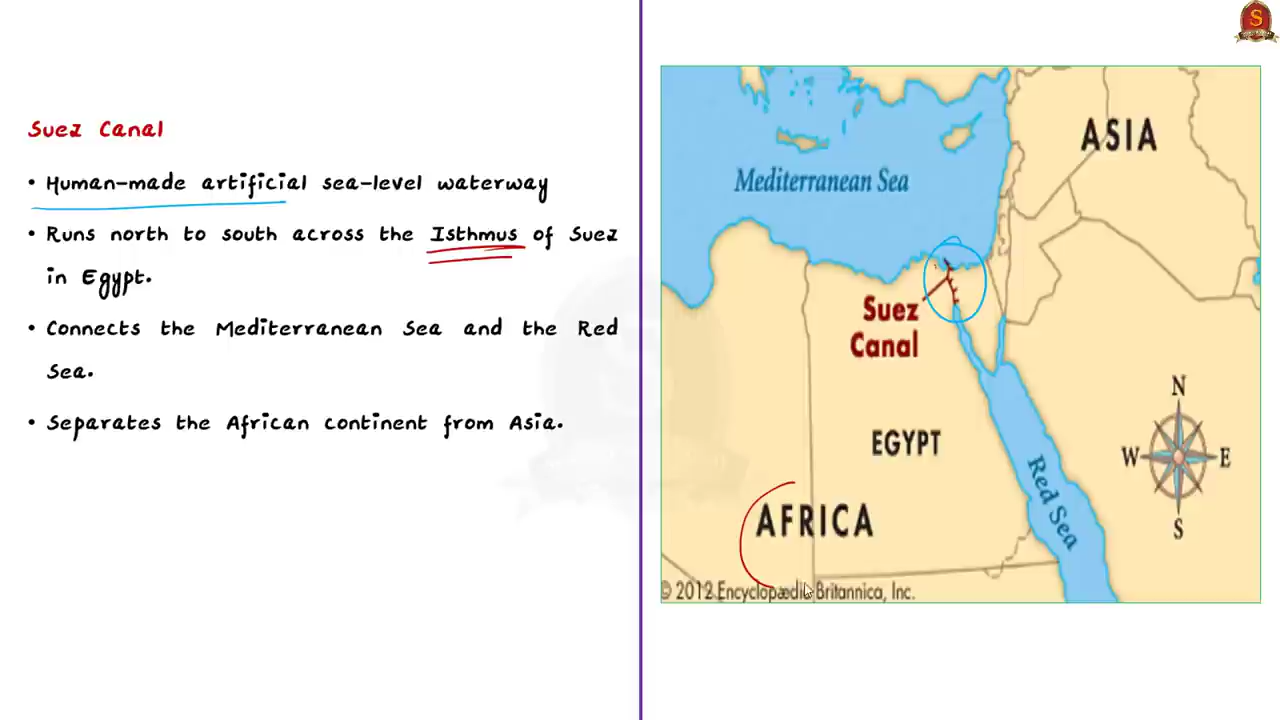 Suez Canal
• Human-made artificial sea-level waterway
• Runs north to south across the Isthmus of Suez
in Egypt.
• Connects the Mediterranean Sea and the Red
Sea.
• Separates the African continent from Asia.
S
ASIA
Mediterranean Sea
Suez
Canal
EGYPT
N
W E
S
Red Sea
AFRICA
© 2012 Encyclopædia Britannica, Inc.